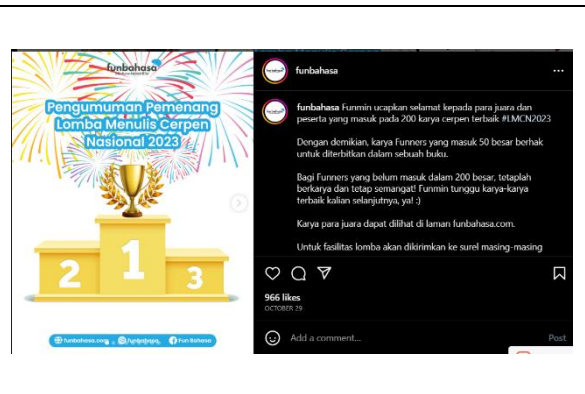 funbahasa
Pengumuman Pemenang
Lomba Menulis Cerpen
Nasional 2023
2
1
3
funbahasa.com
@funbahasa_
Fun Bahasa
funbahasa
funbahasa Funmin ucapkan selamat kepada para juara dan
peserta yang masuk pada 200 karya cerpen terbaik #LMCN2023
Dengan demikian, karya Funners yang masuk 50 besar berhak
untuk diterbitkan dalam sebuah buku.
Bagi Funners yang belum masuk dalam 200 besar, tetaplah
berkarya dan tetap semangat! Funmin tunggu karya-karya
terbaik kalian selanjutnya, ya! :)
Karya para juara dapat dilihat di laman funbahasa.com.
Untuk fasilitas lomba akan dikirimkan ke surel masing-masing
966 likes
OCTOBER 29
Add a comment...
Post